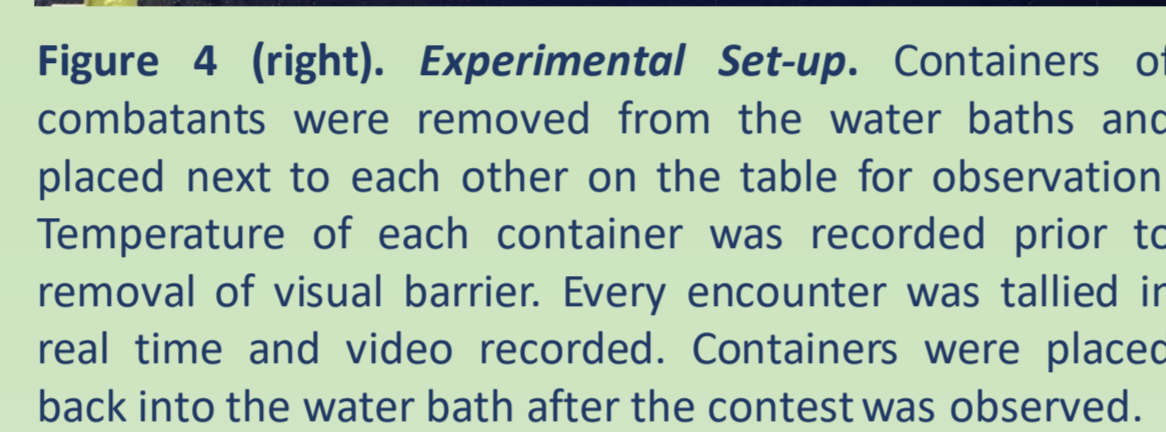 Figure 4 (right). Experimental Set-up. Containers of
combatants were removed from the water baths and
placed next to each other on the table for observation
Temperature of each container was recorded prior to
removal of visual barrier. Every encounter was tallied in
real time and video recorded. Containers were placed
back into the water bath after the contest was observed.